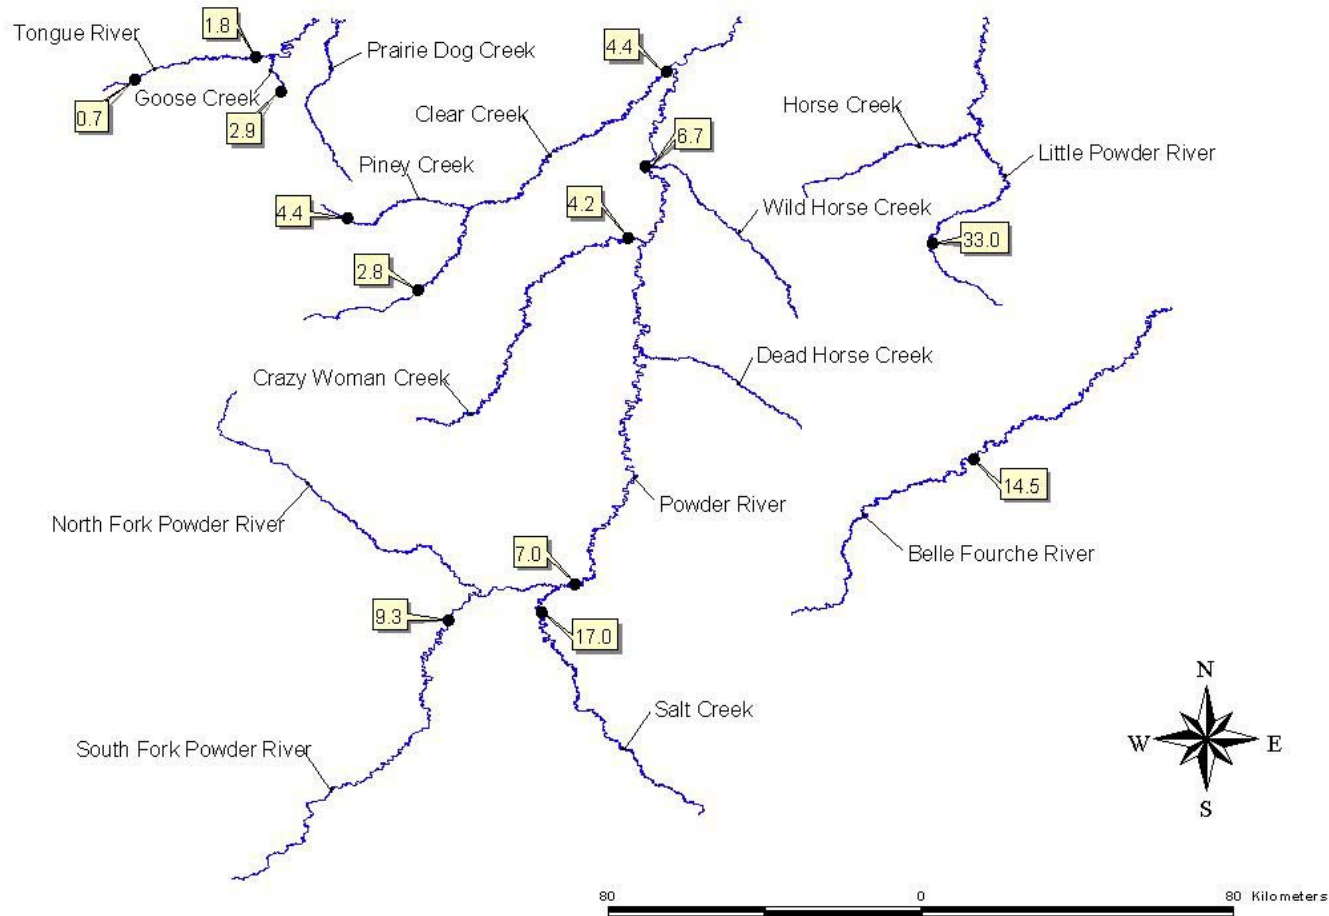 1.8
Tongue River
Prairie Dog Creek
4.4
Goose Creek
0.7
2.9
Clear Creek
Horse Creek
6.7
Little Powder River
Piney Creek
4.4
4.2
Wild Horse Creek
33.0
2.8
Dead Horse Creek
Crazy Woman Creek
14.5
Powder River
North Fork Powder River
7.0
Belle Fourche River
9.3
17.0
Salt Creek
South Fork Powder River
N
W
E
S
80 0 80 Kilometers